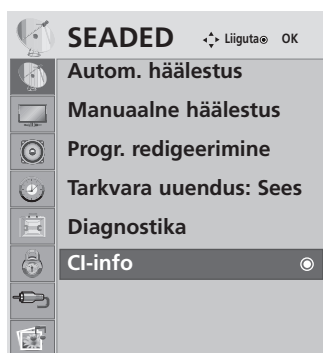 SEADED Liiguta OK
Autom. häälestus
Manuaalne häälestus
Progr. redigeerimine
Tarkvara uuendus: Sees
Diagnostika
CI-info